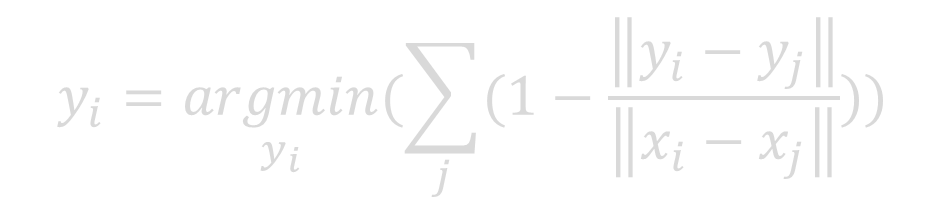 y_i = argmin_{y_i}(∑_j(1 − ‖y_i − y_j‖ / ‖x_i − x_j‖))